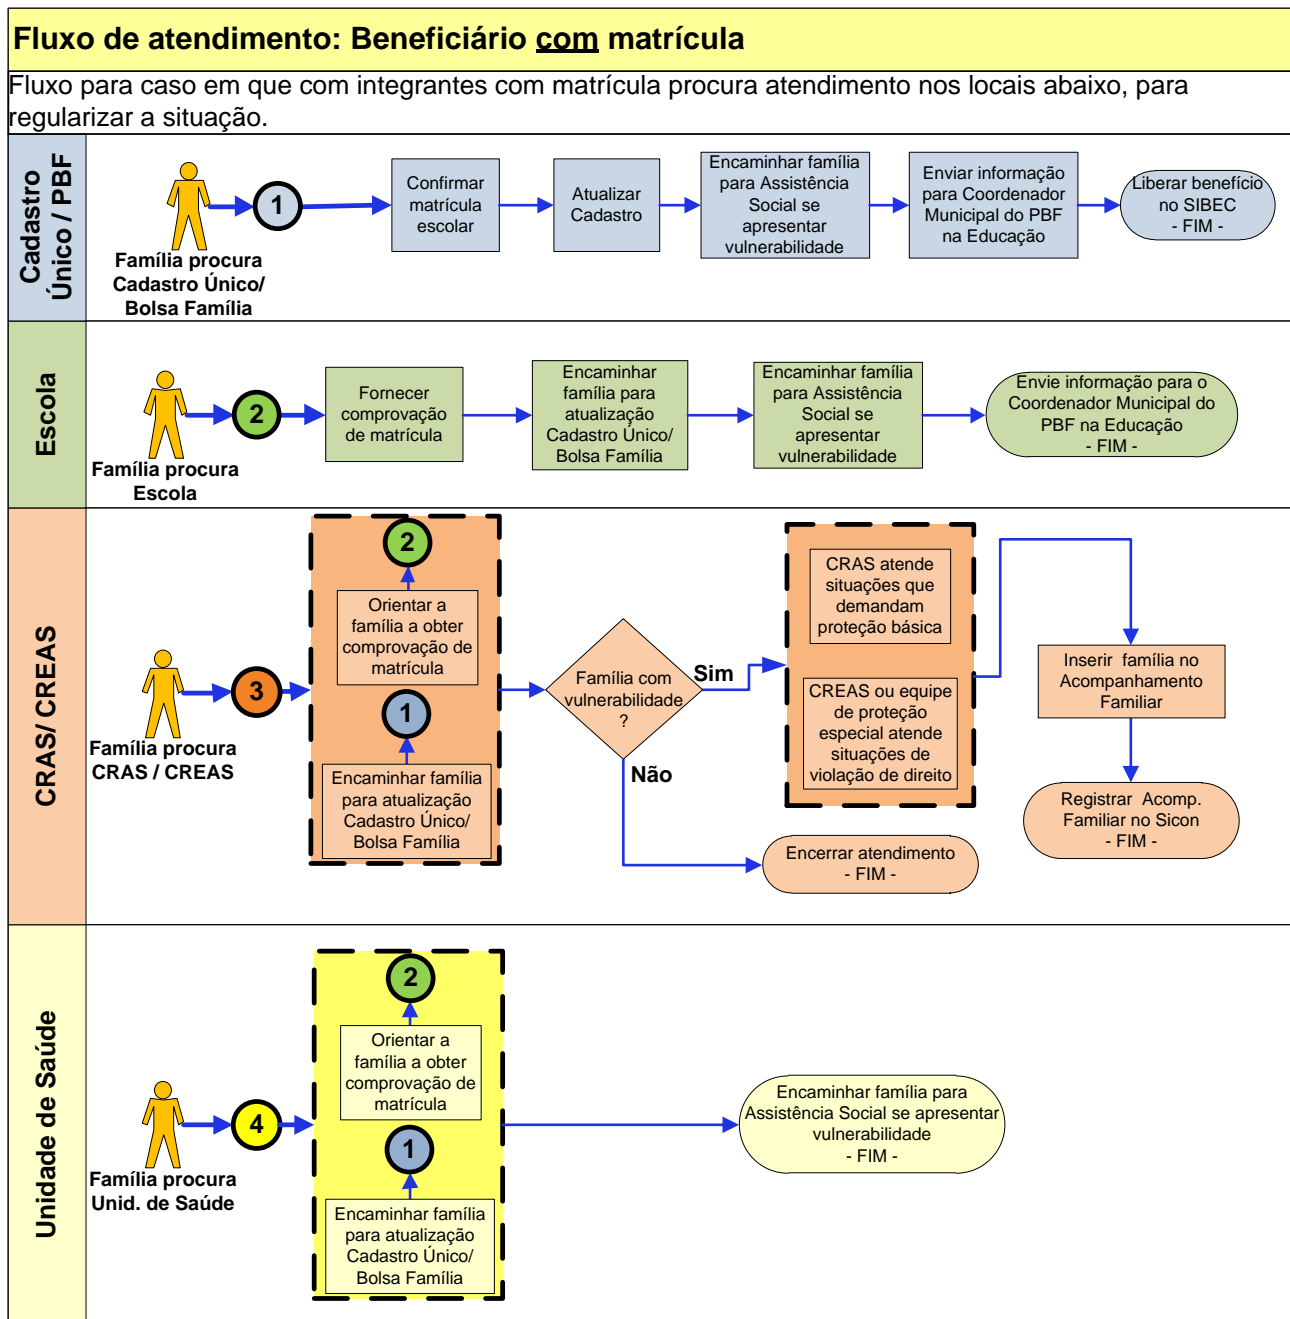 Fluxo de atendimento: Beneficiário com matrícula
Fluxo para caso em que com integrantes com matrícula procura atendimento nos locais abaixo, para
regularizar a situação.
Cadastro
Único / PBF
Família procura
Cadastro Único/
Bolsa Família
1
Confirmar
matrícula
escolar
Atualizar
Cadastro
Encaminhar família
para Assistência
Social se
apresentar
vulnerabilidade
Enviar informação
para Coordenador
Municipal do PBF
na Educação
Liberar benefício
no SIBEC
- FIM -
Escola
Família procura
Escola
2
Fornecer
comprovação
de matrícula
Encaminhar
família para
atualização
Cadastro Único/
Bolsa Família
Encaminhar família
para Assistência
Social se
apresentar
vulnerabilidade
Envie informação para o
Coordenador Municipal do
PBF na Educação
- FIM -
CRAS/ CREAS
Família procura
CRAS / CREAS
3
2
Orientar a
família a obter
comprovação de
matrícula
1
Encaminhar família
para atualização
Cadastro Único/
Bolsa Família
Família com
vulnerabilidade
?
Sim
Não
CRAS atende
situações que
demandam
proteção básica
CREAS ou equipe
de proteção
especial atende
situações de
violação de direito
Inserir família no
Acompanhamento
Familiar
Registrar Acomp.
Familiar no Sicon
- FIM -
Encerrar atendimento
- FIM -
Unidade de Saúde
Família procura
Unid. de Saúde
4
2
Orientar a
família a obter
comprovação de
matrícula
1
Encaminhar família
para atualização
Cadastro Único/
Bolsa Família
Encaminhar família para
Assistência Social se apresentar
vulnerabilidade
- FIM -